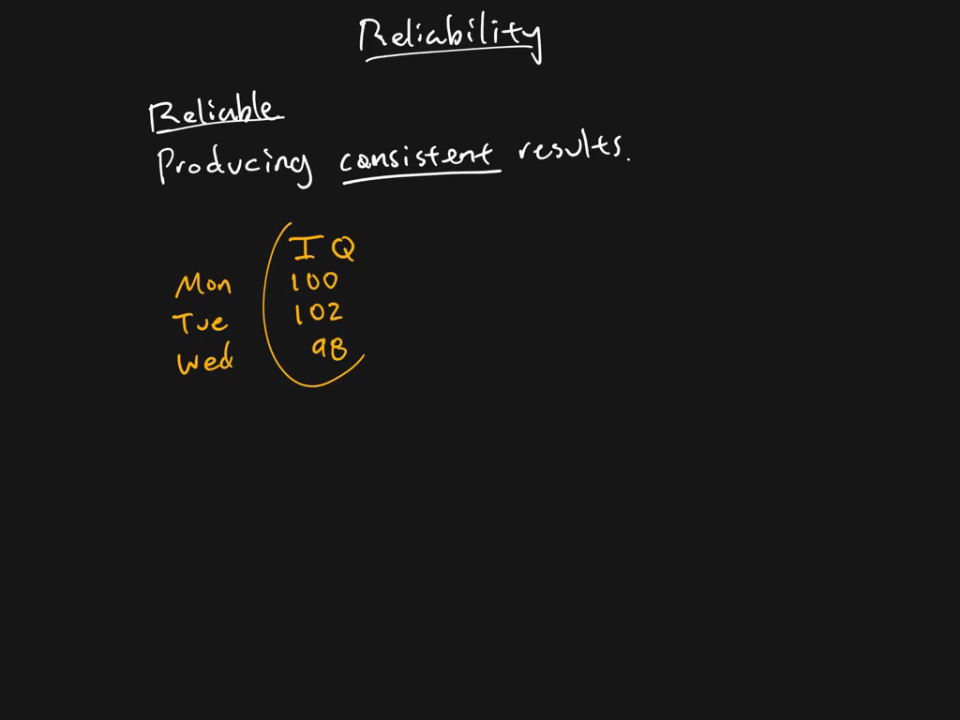 Reliability
Reliable
Producing consistent results.
IQ
Mon 100
Tue 102
Wed 98